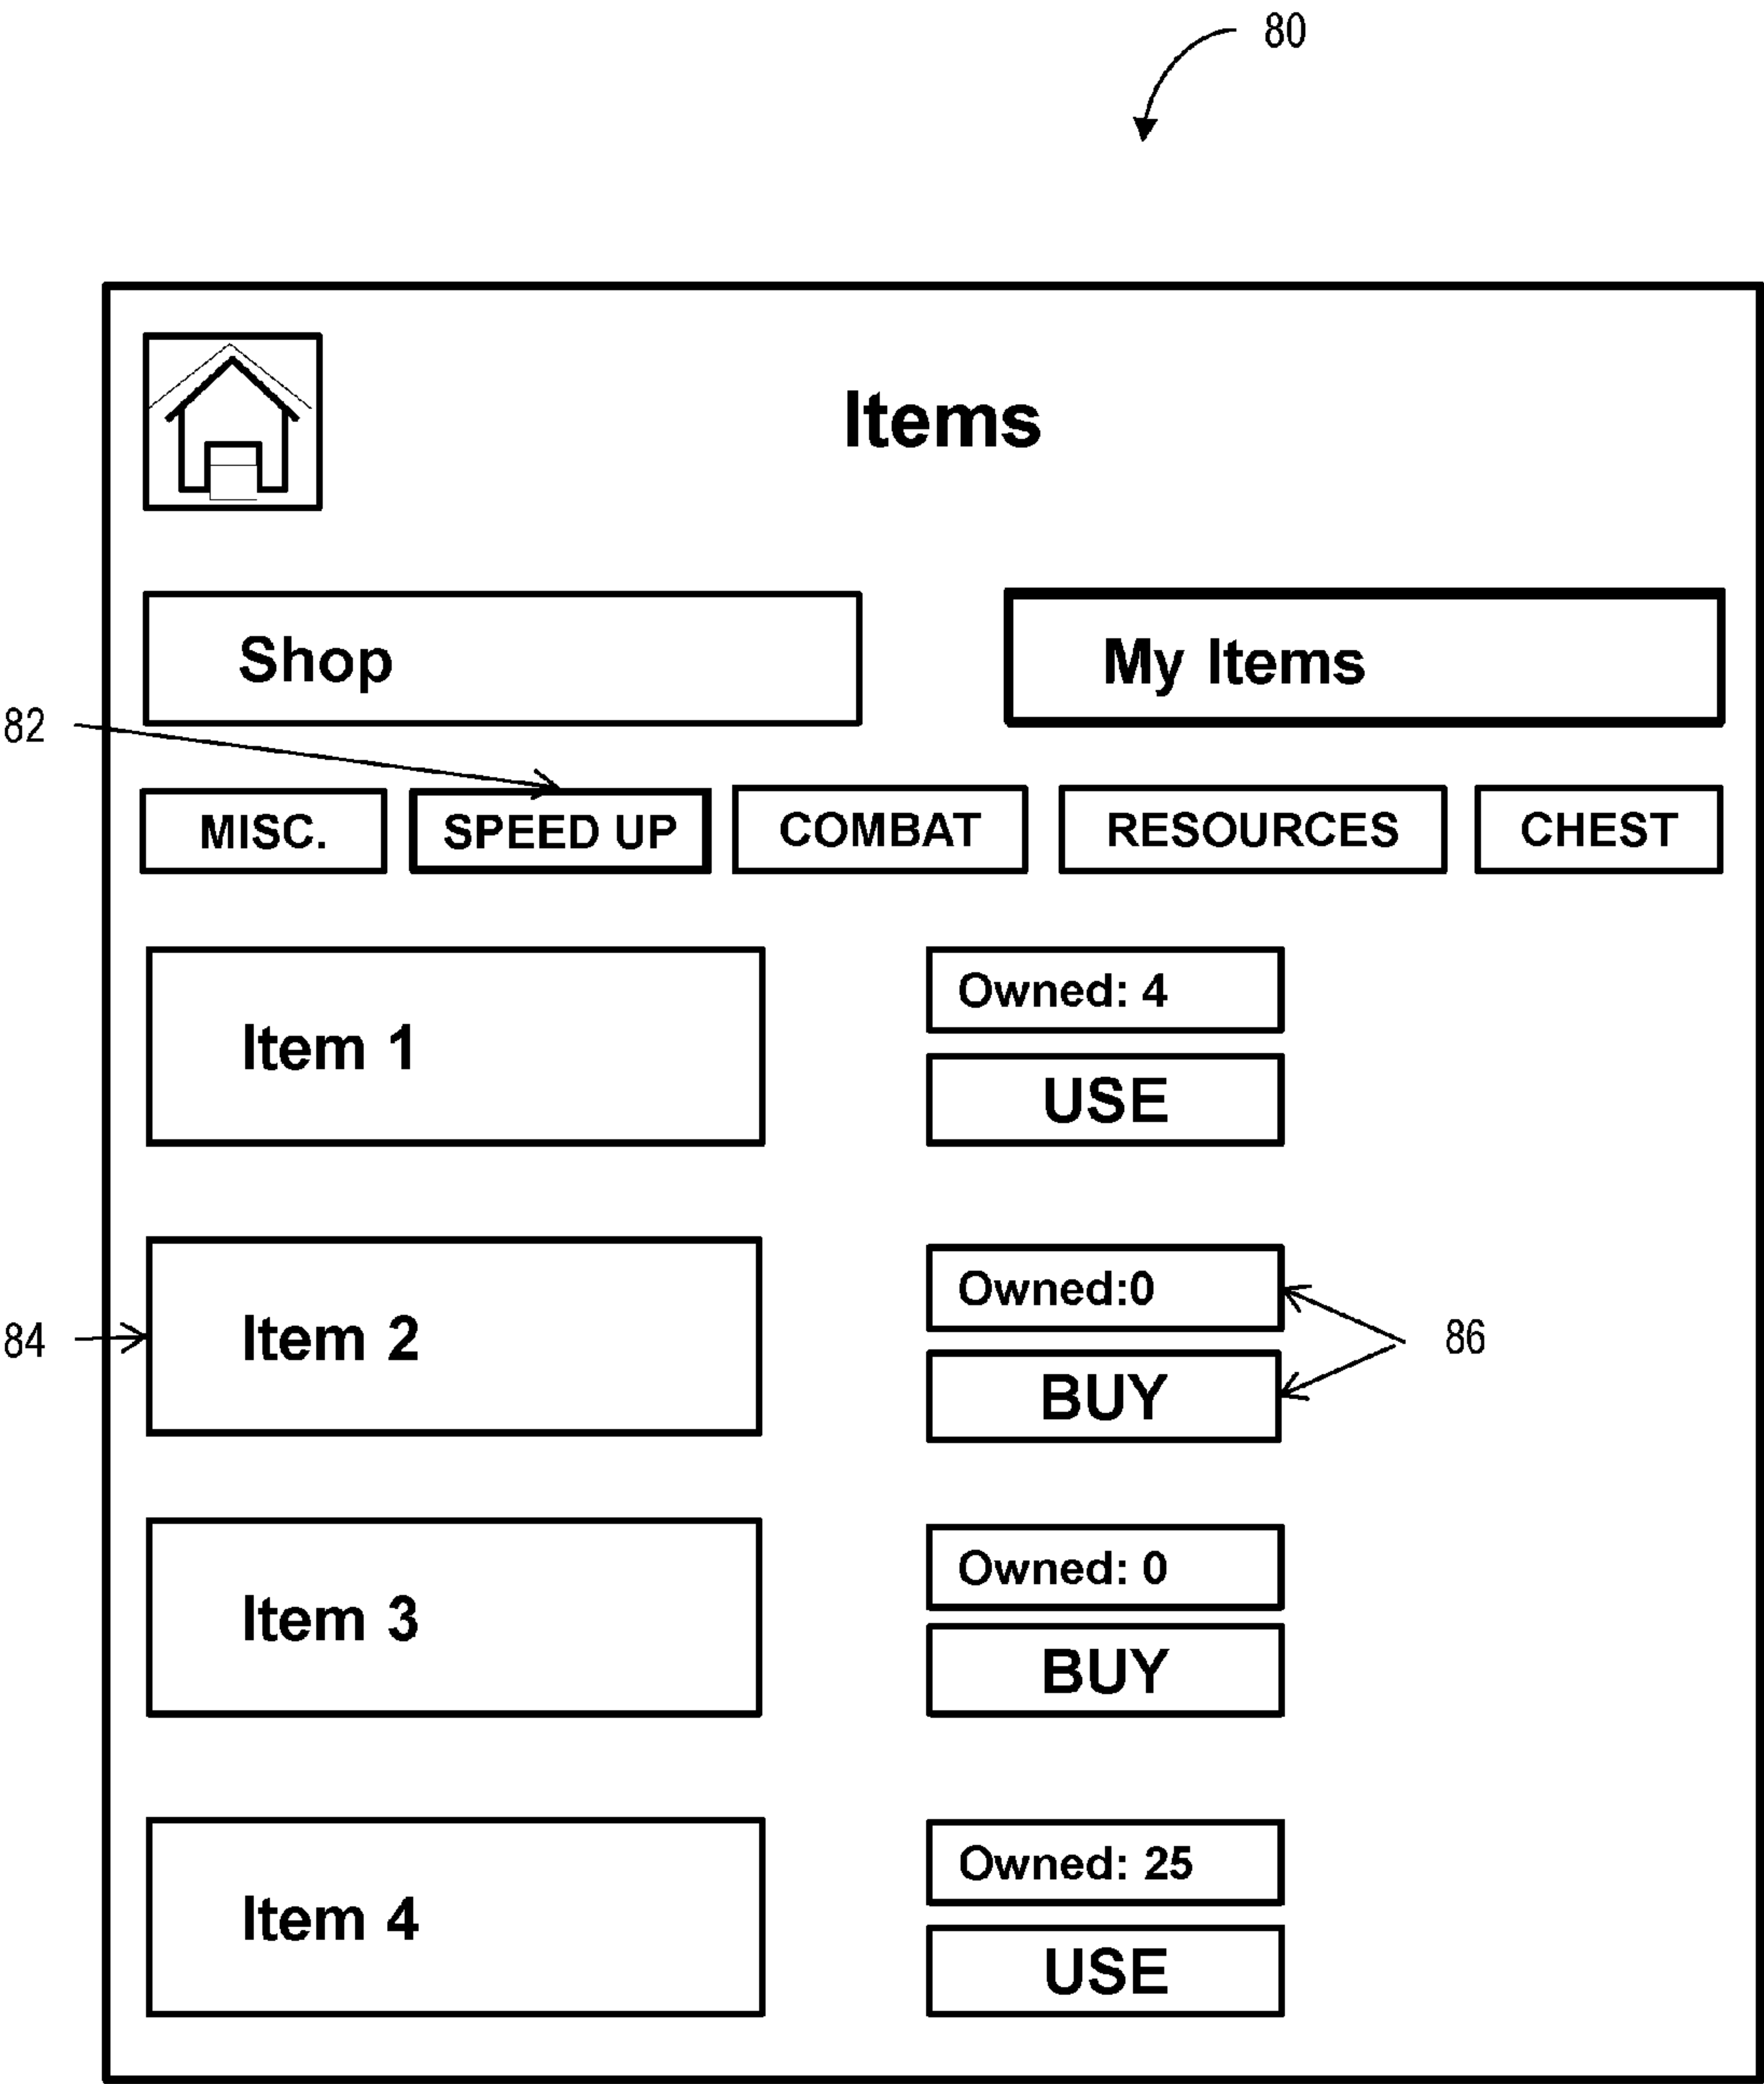 80
Items
Shop My Items
82
MISC. SPEED UP COMBAT RESOURCES CHEST
Item 1
Owned: 4
USE
84
Item 2
Owned:0
BUY
86
Item 3
Owned: 0
BUY
Item 4
Owned: 25
USE